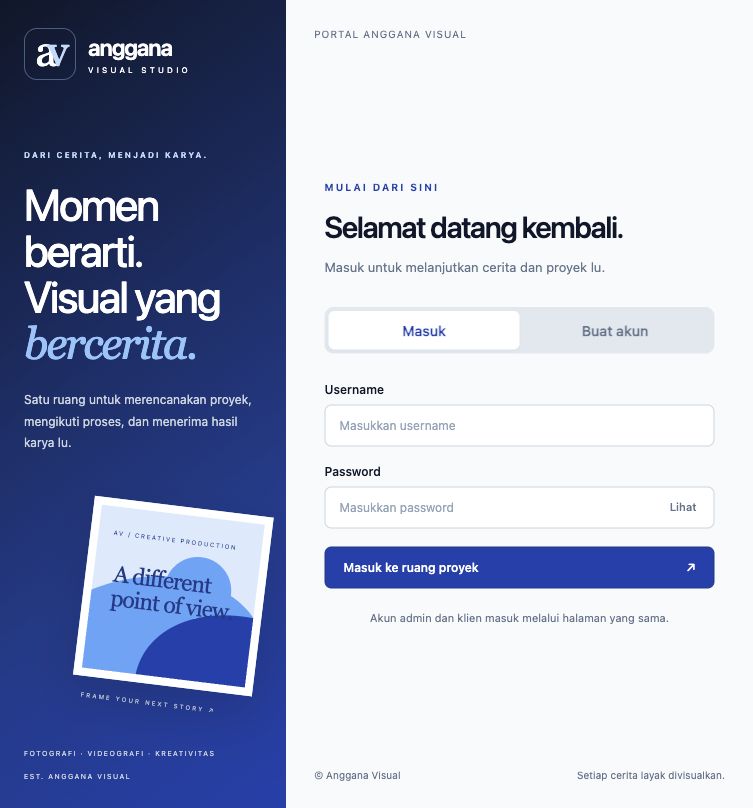 av
anggana
VISUAL STUDIO
DARI CERITA, MENJADI KARYA.
Momen
berarti.
Visual yang
bercerita.
Satu ruang untuk merencanakan proyek,
mengikuti proses, dan menerima hasil
karya lu.
AV / CREATIVE PRODUCTION
A different
point of view.
FRAME YOUR NEXT STORY ↗
FOTOGRAFI · VIDEOGRAFI · KREATIVITAS
EST. ANGGANA VISUAL
PORTAL ANGGANA VISUAL
MULAI DARI SINI
Selamat datang kembali.
Masuk untuk melanjutkan cerita dan proyek lu.
Masuk Buat akun
Username
Masukkan username
Password
Masukkan password Lihat
Masuk ke ruang proyek ↗
Akun admin dan klien masuk melalui halaman yang sama.
© Anggana Visual Setiap cerita layak divisualkan.